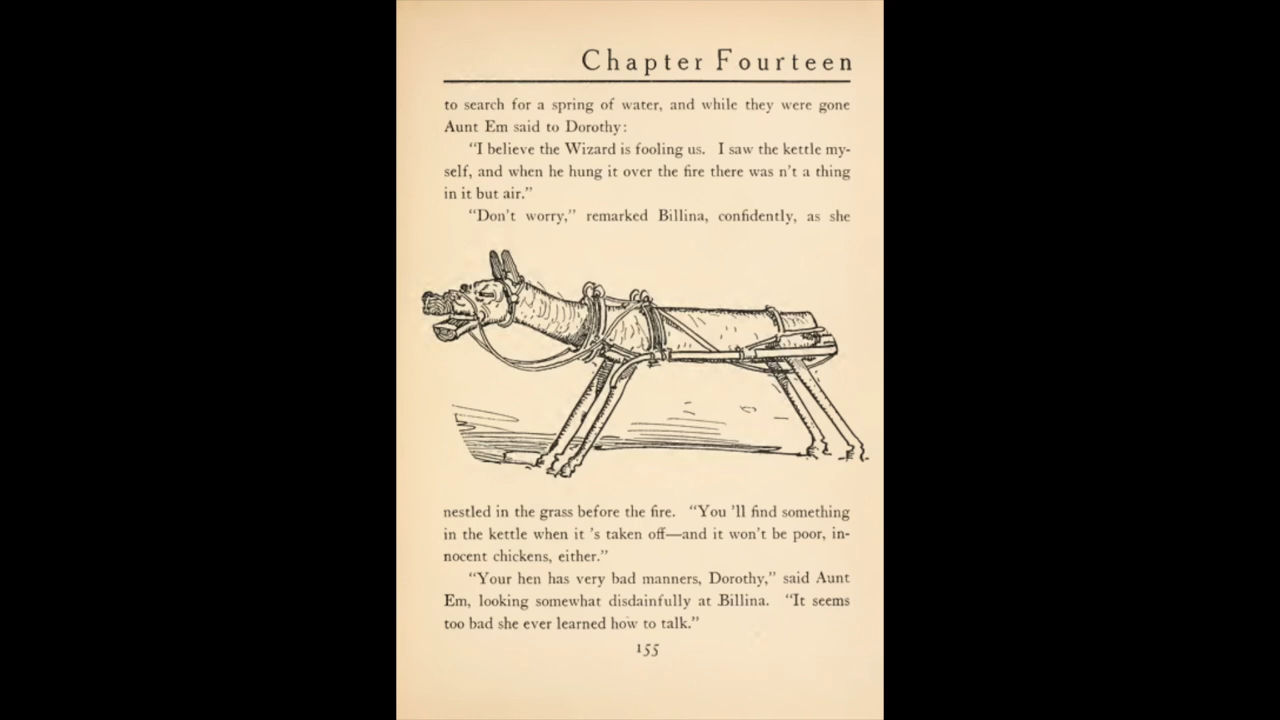 Chapter Fourteen
to search for a spring of water, and while they were gone
Aunt Em said to Dorothy:
“I believe the Wizard is fooling us. I saw the kettle my-
self, and when he hung it over the fire there was n’t a thing
in it but air.”
“Don’t worry,” remarked Billina, confidently, as she
nestled in the grass before the fire. “You ’ll find something
in the kettle when it ’s taken off—and it won’t be poor, in-
nocent chickens, either.”
“Your hen has very bad manners, Dorothy,” said Aunt
Em, looking somewhat disdainfully at Billina. “It seems
too bad she ever learned how to talk.”
155